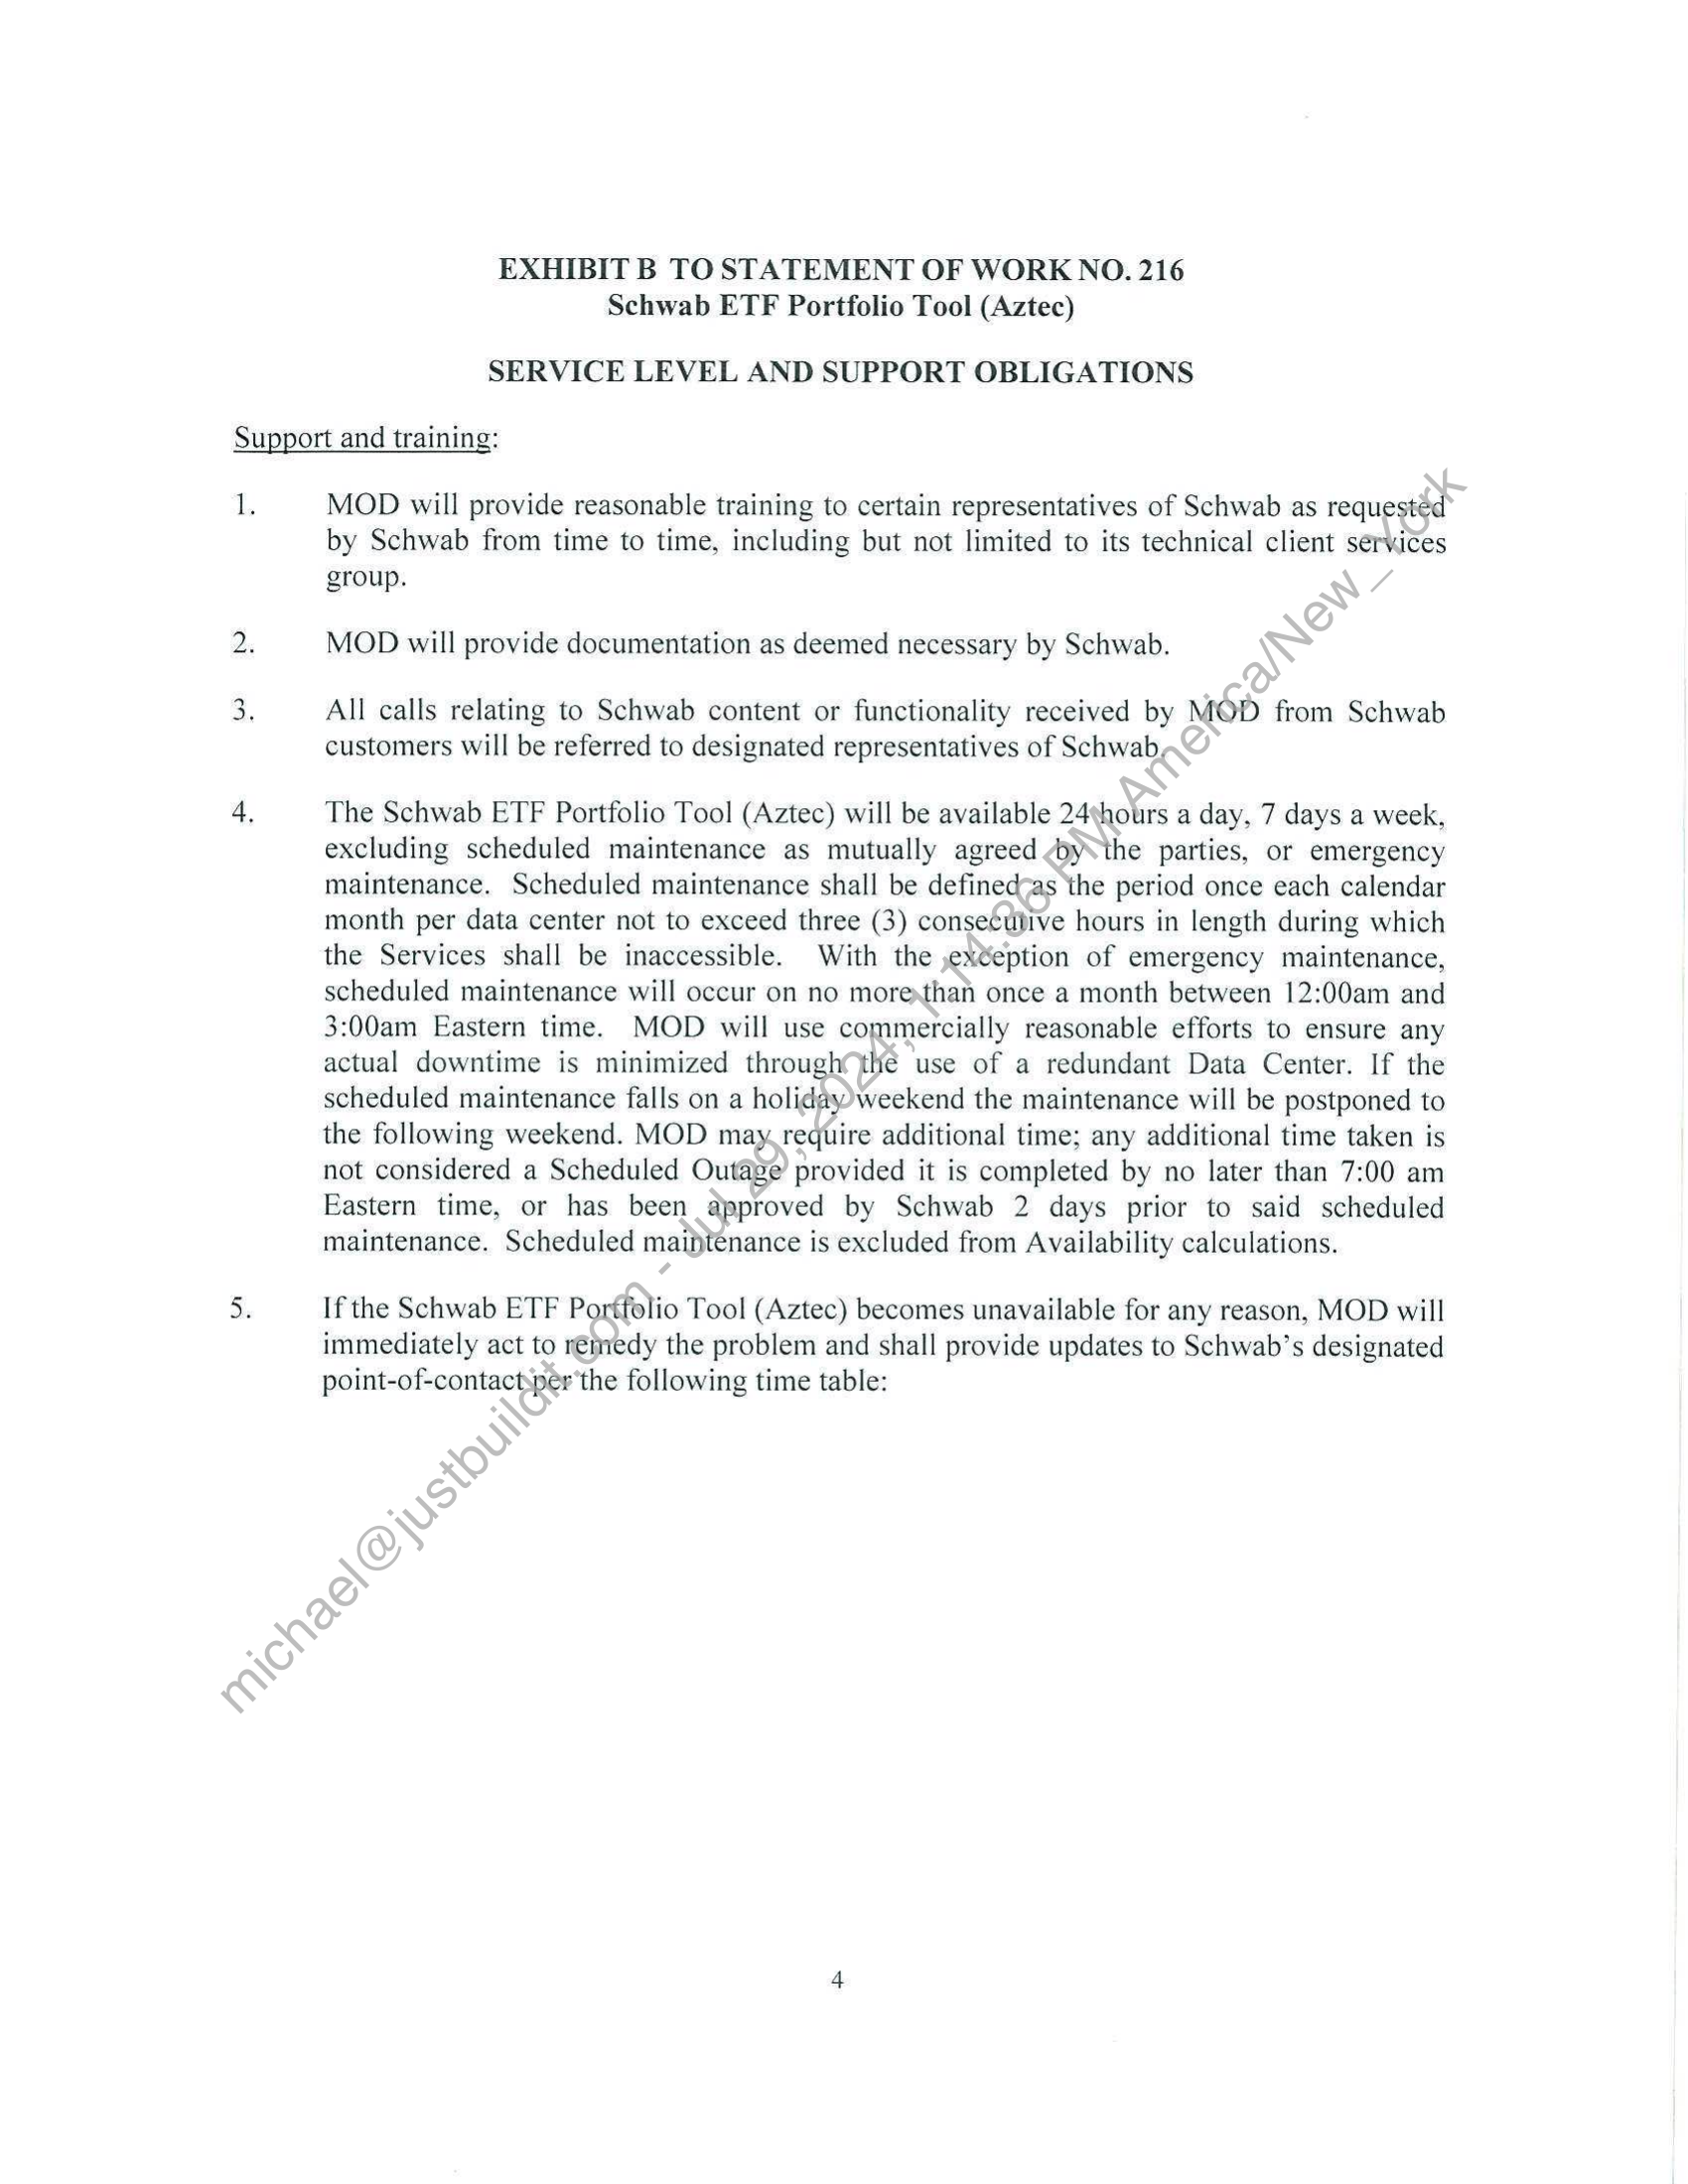 EXHIBIT B TO STATEMENT OF WORK NO. 216
Schwab ETF Portfolio Tool (Aztec)
SERVICE LEVEL AND SUPPORT OBLIGATIONS
Support and training:
1. MOD will provide reasonable training to certain representatives of Schwab as requested
by Schwab from time to time, including but not limited to its technical client services
group.
2. MOD will provide documentation as deemed necessary by Schwab.
3. All calls relating to Schwab content or functionality received by MOD from Schwab
customers will be referred to designated representatives of Schwab.
4. The Schwab ETF Portfolio Tool (Aztec) will be available 24 hours a day, 7 days a week,
excluding scheduled maintenance as mutually agreed by the parties, or emergency
maintenance. Scheduled maintenance shall be defined as the period once each calendar
month per data center not to exceed three (3) consecutive hours in length during which
the Services shall be inaccessible. With the exception of emergency maintenance,
scheduled maintenance will occur on no more than once a month between 12:00am and
3:00am Eastern time. MOD will use commercially reasonable efforts to ensure any
actual downtime is minimized through the use of a redundant Data Center. If the
scheduled maintenance falls on a holiday weekend the maintenance will be postponed to
the following weekend. MOD may require additional time; any additional time taken is
not considered a Scheduled Outage provided it is completed by no later than 7:00 am
Eastern time, or has been approved by Schwab 2 days prior to said scheduled
maintenance. Scheduled maintenance is excluded from Availability calculations.
5. If the Schwab ETF Portfolio Tool (Aztec) becomes unavailable for any reason, MOD will
immediately act to remedy the problem and shall provide updates to Schwab's designated
point-of-contact per the following time table:
michael@justbuildit.com - Jul 29, 2024, 1:14:36 PM America/New_York
4